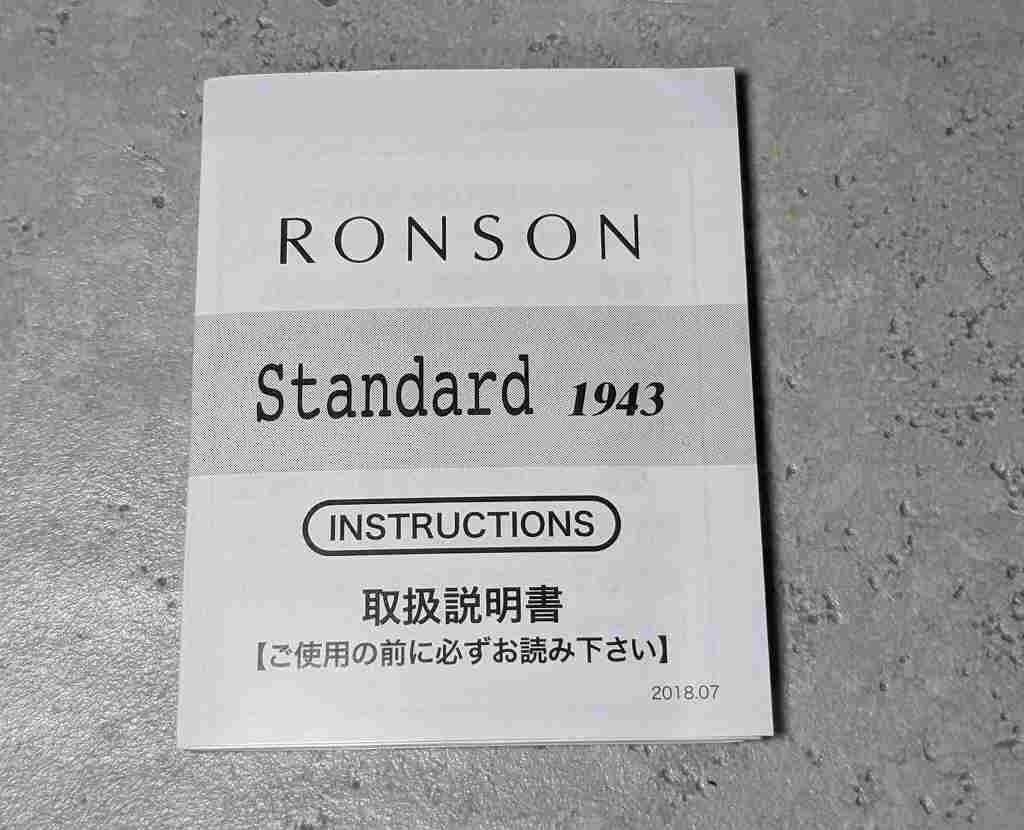 RONSON
Standard 1943
INSTRUCTIONS
取扱説明書
【ご使用の前に必ずお読み下さい】
2018.07